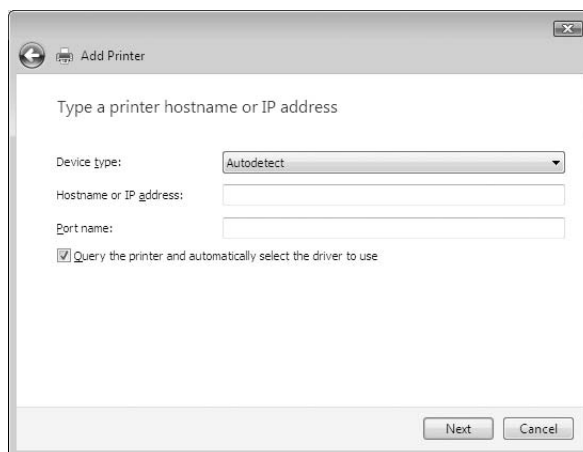 Add Printer
Type a printer hostname or IP address
Device type: Autodetect
Hostname or IP address:
Port name:
Query the printer and automatically select the driver to use
Next Cancel